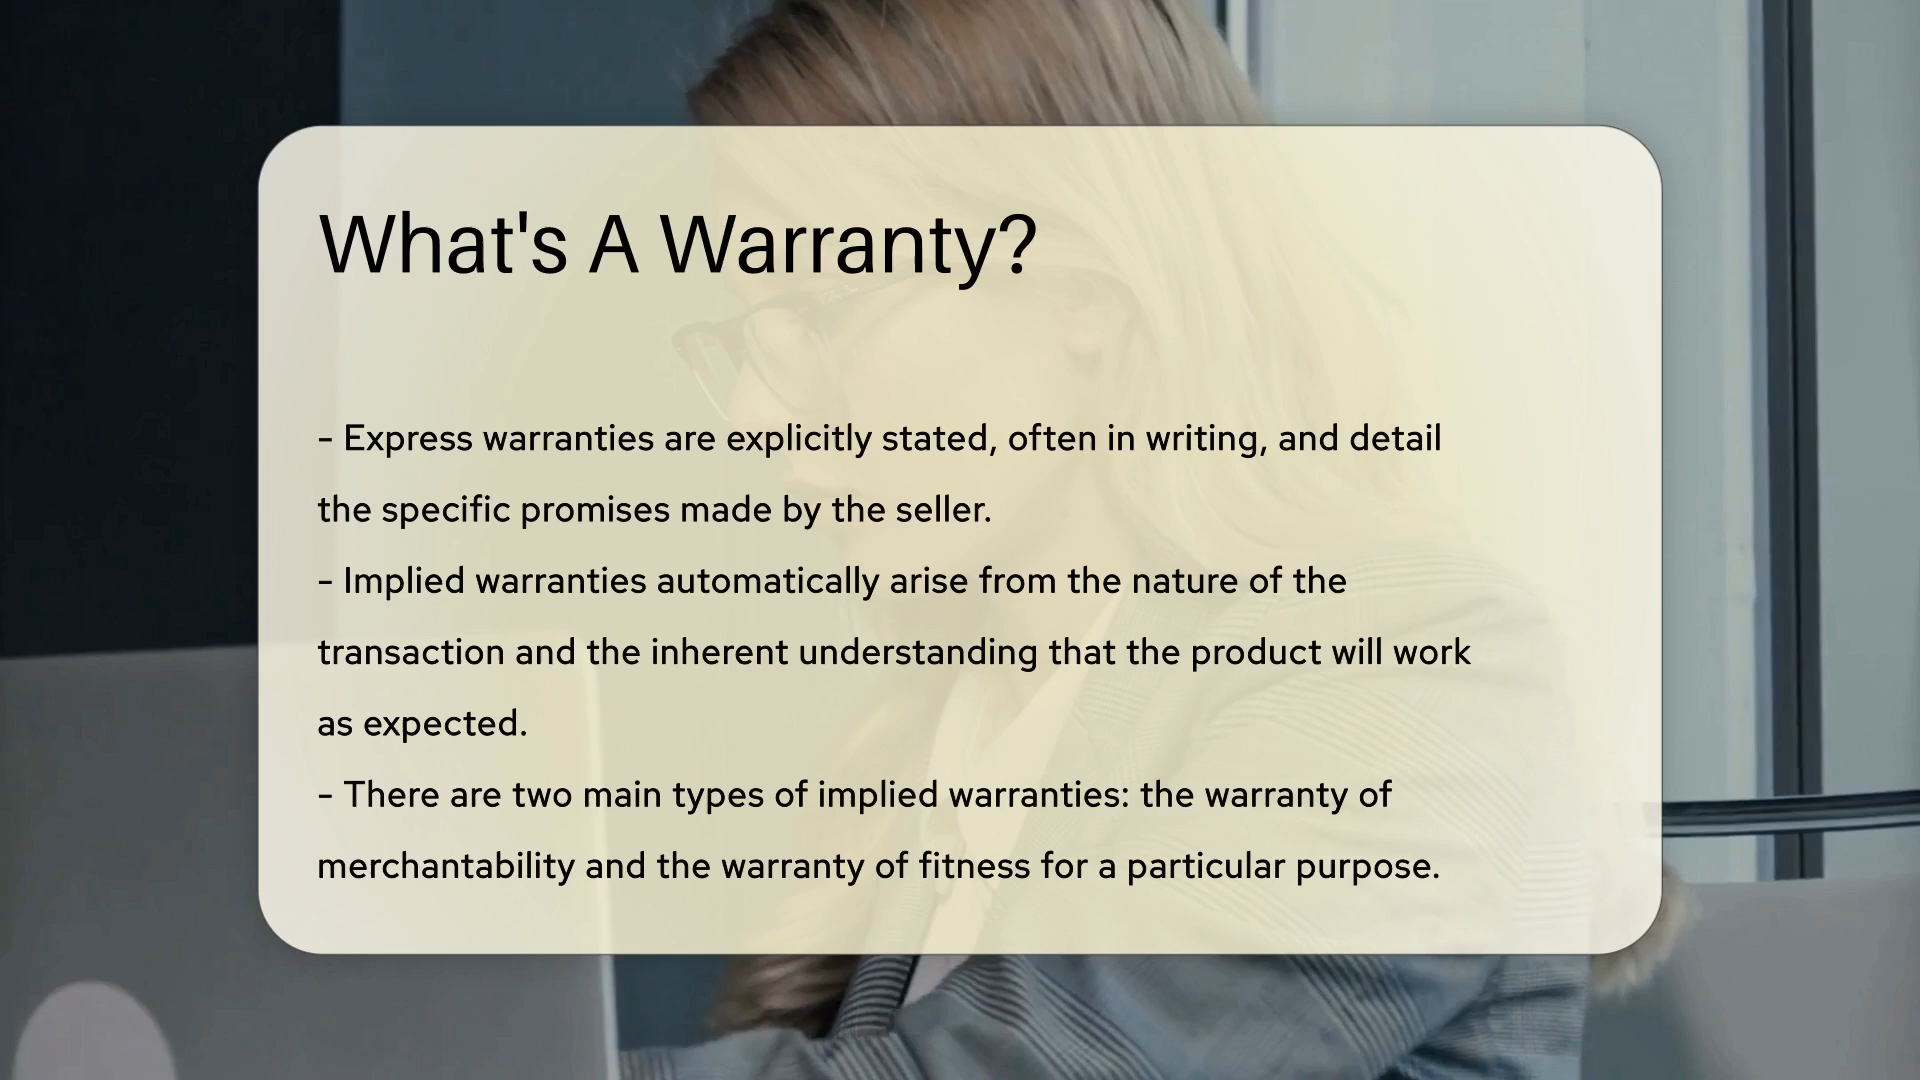 What's A Warranty?
- Express warranties are explicitly stated, often in writing, and detail
the specific promises made by the seller.
- Implied warranties automatically arise from the nature of the
transaction and the inherent understanding that the product will work
as expected.
- There are two main types of implied warranties: the warranty of
merchantability and the warranty of fitness for a particular purpose.